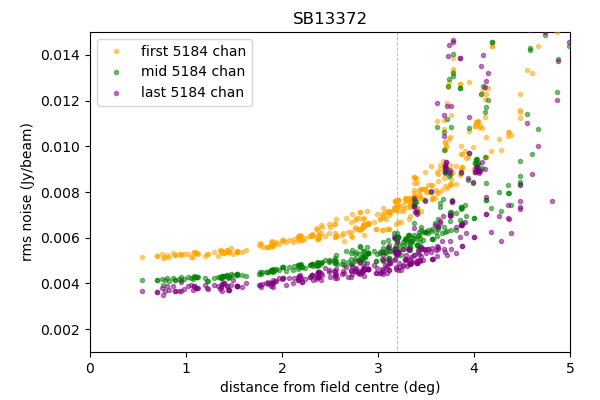 SB13372
first 5184 chan
mid 5184 chan
last 5184 chan
rms noise (Jy/beam)
0.014
0.012
0.010
0.008
0.006
0.004
0.002
0 1 2 3 4 5
distance from field centre (deg)